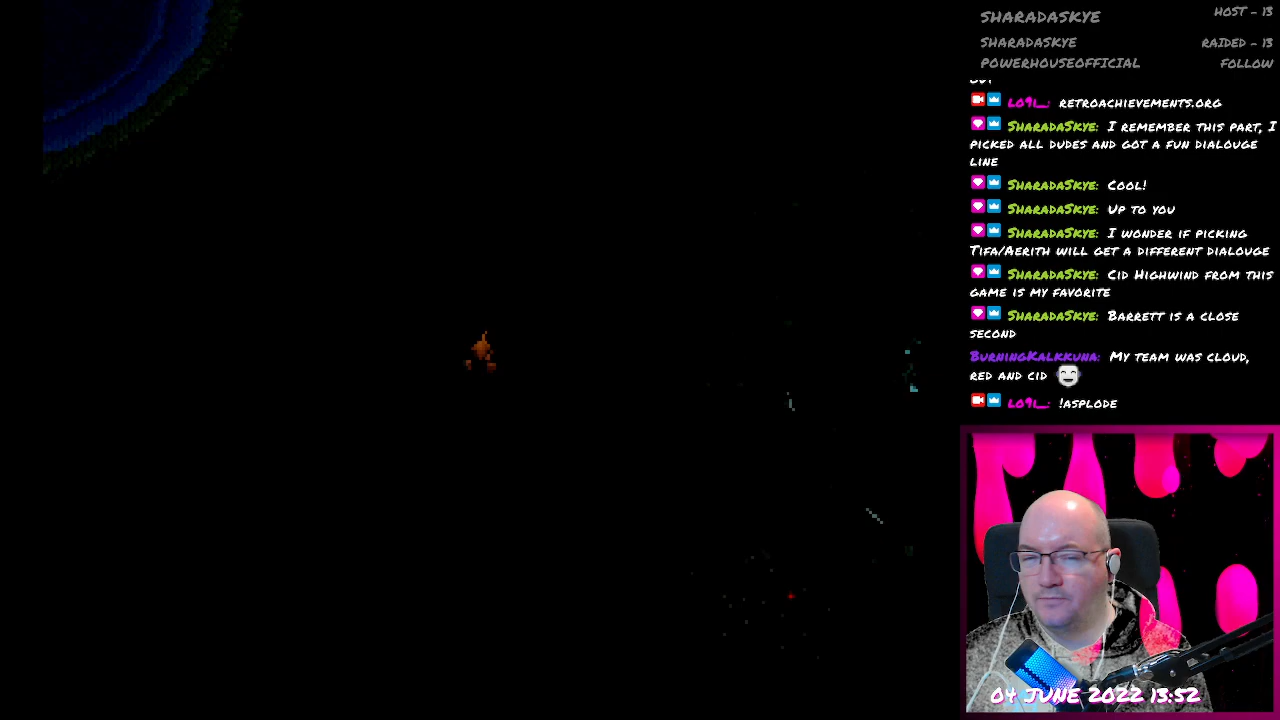 SHARADASKYE HOST - 13
SHARADASKYE RAIDED - 13
POWERHOUSEOFFICIAL FOLLOW
LO9I__: RETROACHIEVEMENTS.ORG
SHARADASKYE: I REMEMBER THIS PART, I
PICKED ALL DUDES AND GOT A FUN DIALOUGE
LINE
SHARADASKYE: COOL!
SHARADASKYE: UP TO YOU
SHARADASKYE: I WONDER IF PICKING
TIFA/AERITH WILL GET A DIFFERENT DIALOUGE
SHARADASKYE: CID HIGHWIND FROM THIS
GAME IS MY FAVORITE
SHARADASKYE: BARRETT IS A CLOSE
SECOND
BURNINGKALKKUNA: MY TEAM WAS CLOUD,
RED AND CID
LO9I__: !ASPLODE
04 JUNE 2022 13:52